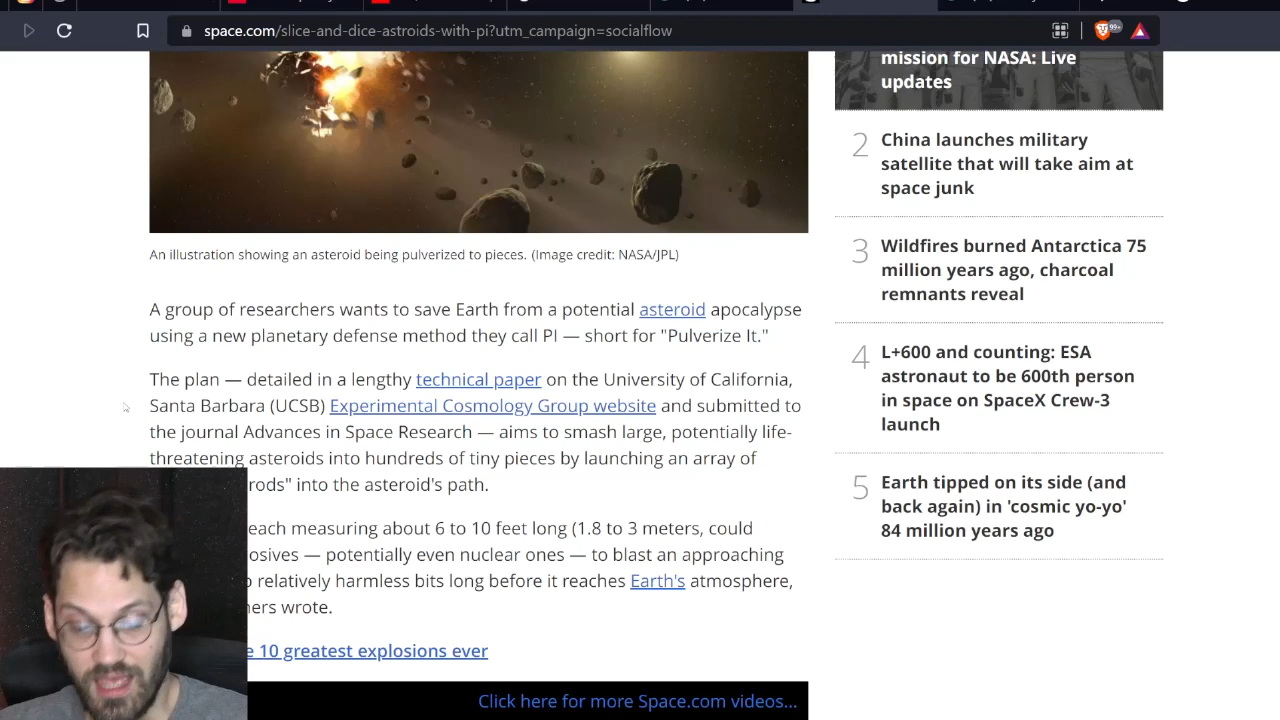 space.com/slice-and-dice-astroids-with-pi?utm_campaign=socialflow
99+
mission for NASA: Live
updates
An illustration showing an asteroid being pulverized to pieces. (Image credit: NASA/JPL)
A group of researchers wants to save Earth from a potential asteroid apocalypse
using a new planetary defense method they call PI — short for "Pulverize It."
The plan — detailed in a lengthy technical paper on the University of California,
Santa Barbara (UCSB) Experimental Cosmology Group website and submitted to
the journal Advances in Space Research — aims to smash large, potentially life-
threatening asteroids into hundreds of tiny pieces by launching an array of
rods" into the asteroid's path.
each measuring about 6 to 10 feet long (1.8 to 3 meters, could
osives — potentially even nuclear ones — to blast an approaching
relatively harmless bits long before it reaches Earth's atmosphere,
ers wrote.
10 greatest explosions ever
Click here for more Space.com videos...
2
China launches military
satellite that will take aim at
space junk
3
Wildfires burned Antarctica 75
million years ago, charcoal
remnants reveal
4
L+600 and counting: ESA
astronaut to be 600th person
in space on SpaceX Crew-3
launch
5
Earth tipped on its side (and
back again) in 'cosmic yo-yo'
84 million years ago